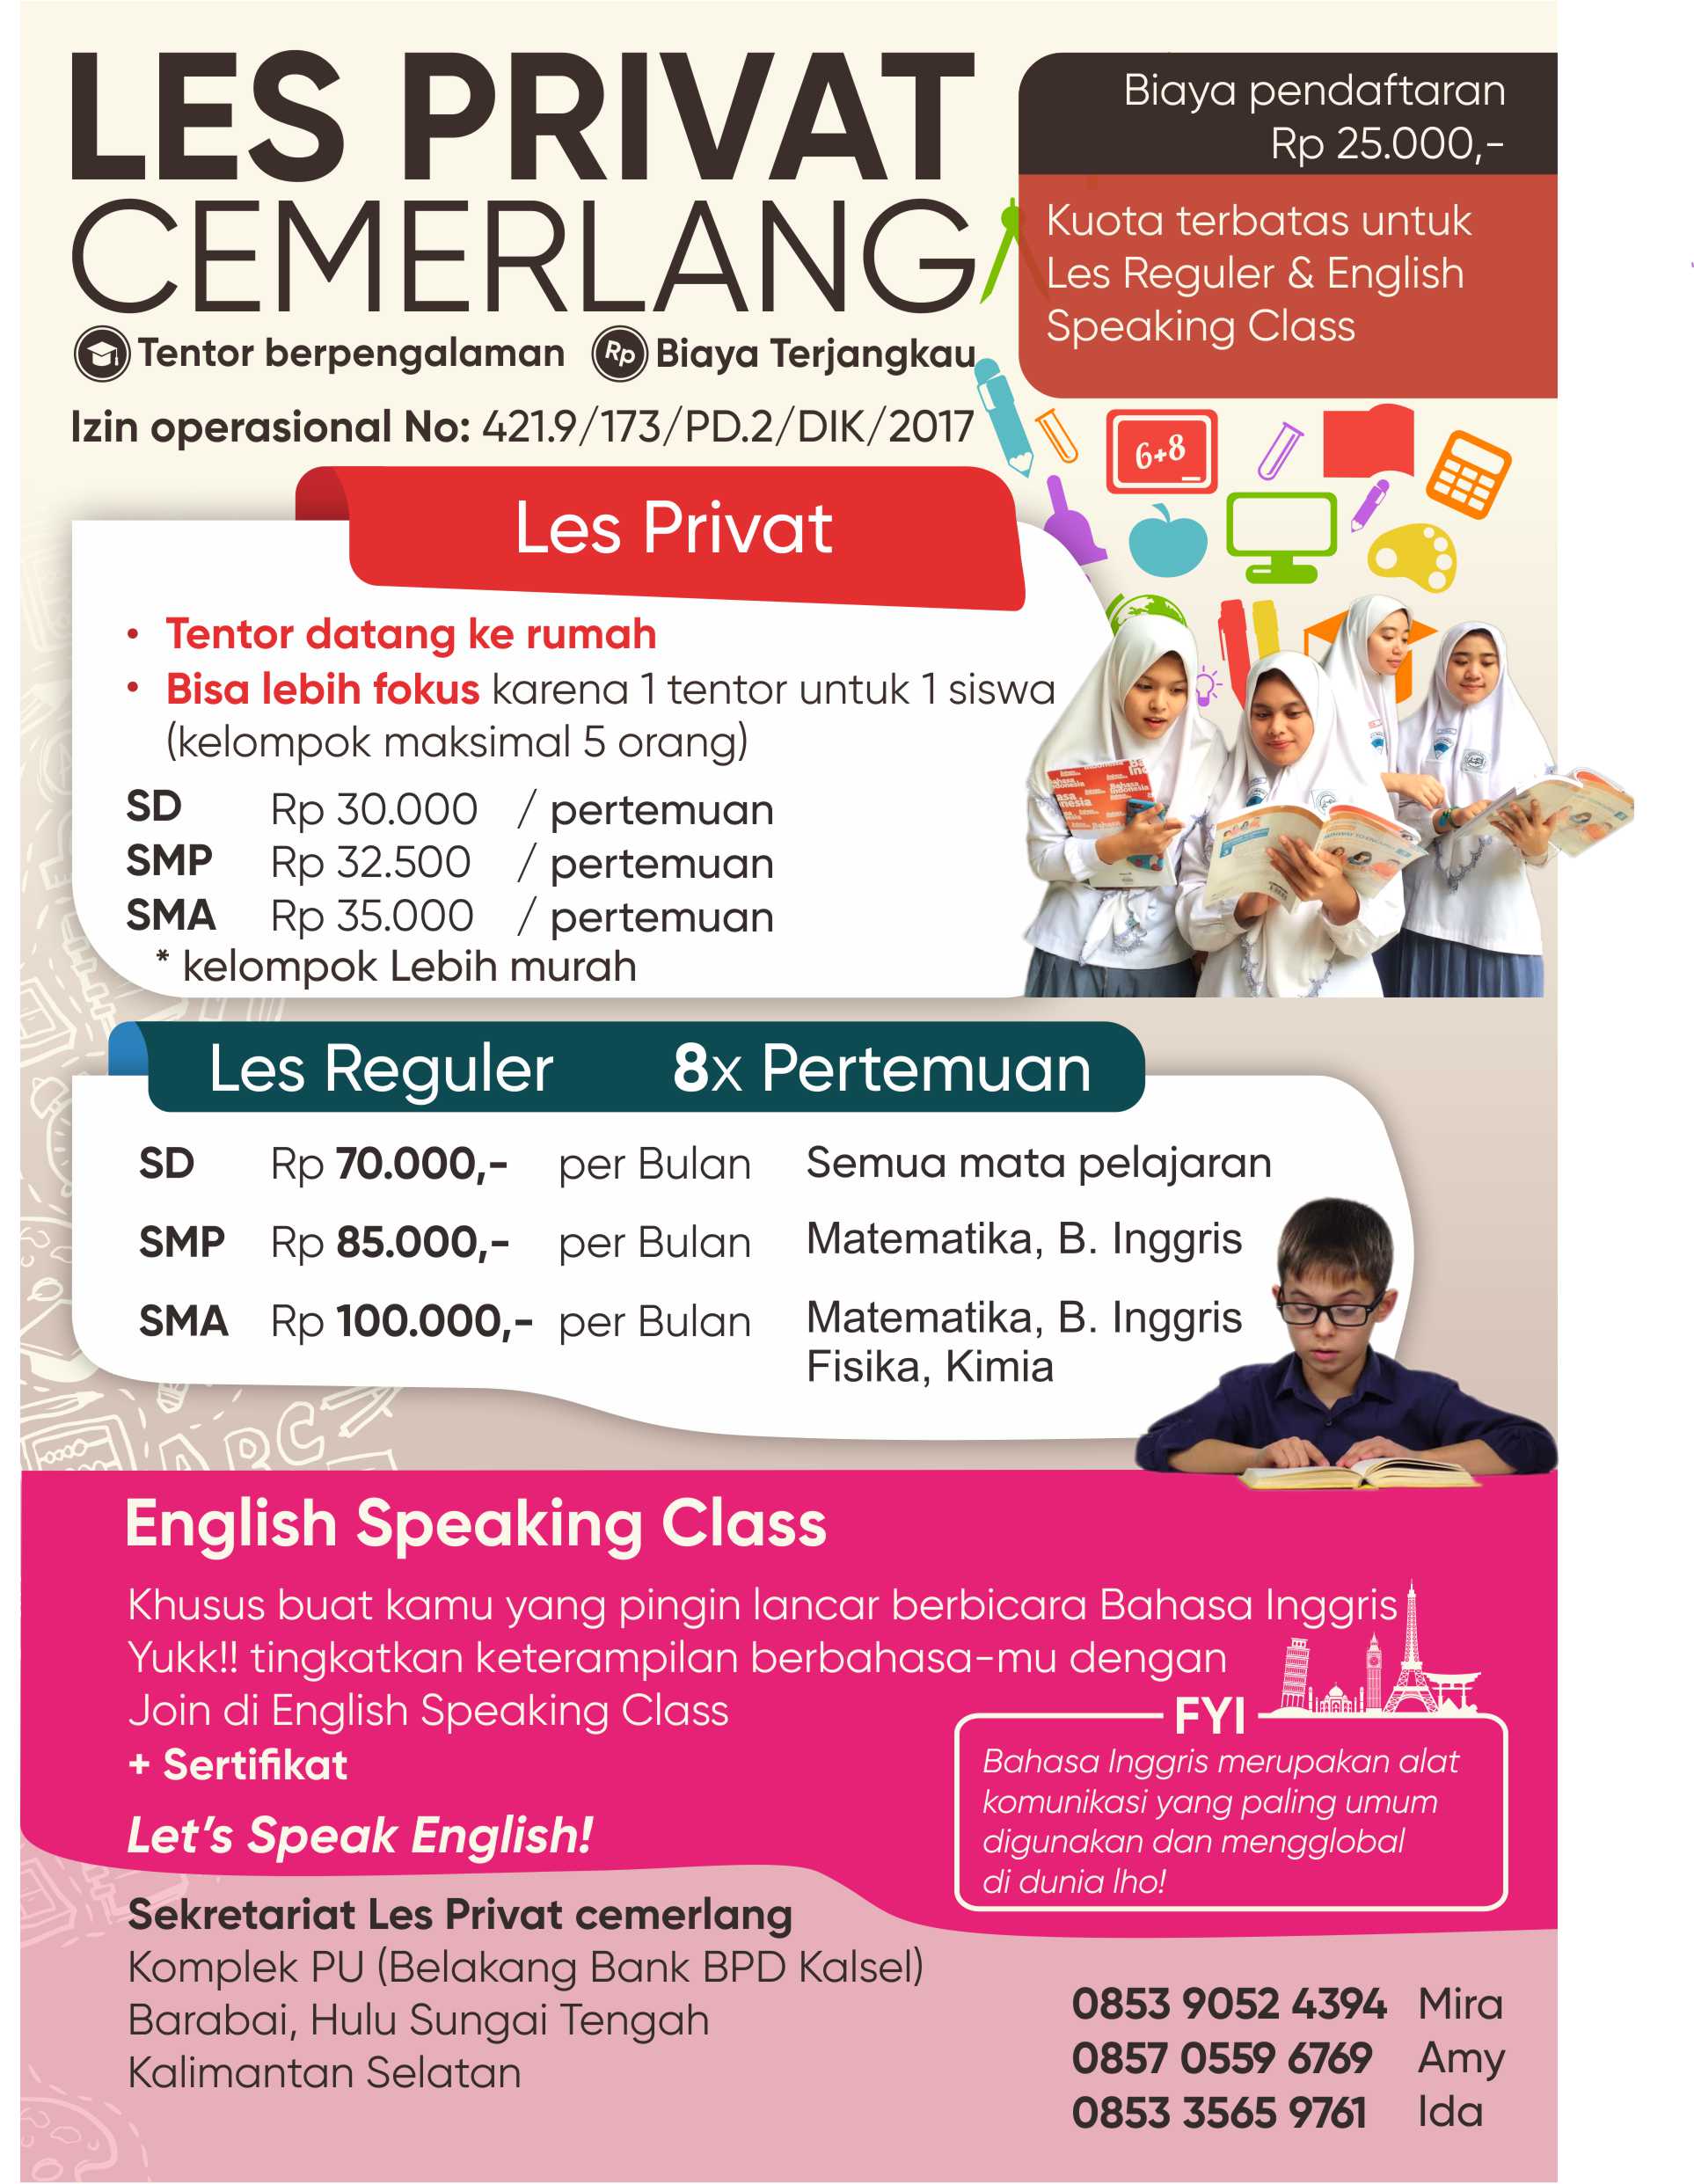 LES PRIVAT
CEMERLANG
Tentor berpengalaman
Rp
Biaya Terjangkau
Izin operasional No: 421.9/173/PD.2/DIK/2017
Biaya pendaftaran
Rp 25.000,-
Kuota terbatas untuk
Les Reguler & English
Speaking Class
6+8
Les Privat
• Tentor datang ke rumah
• Bisa lebih fokus karena 1 tentor untuk 1 siswa
(kelompok maksimal 5 orang)
SD Rp 30.000 / pertemuan
SMP Rp 32.500 / pertemuan
SMA Rp 35.000 / pertemuan
* kelompok Lebih murah
Les Reguler 8x Pertemuan
SD Rp 70.000,- per Bulan Semua mata pelajaran
SMP Rp 85.000,- per Bulan Matematika, B. Inggris
SMA Rp 100.000,- per Bulan Matematika, B. Inggris
Fisika, Kimia
ABC
English Speaking Class
Khusus buat kamu yang pingin lancar berbicara Bahasa Inggris
Yukk!! tingkatkan keterampilan berbahasa-mu dengan
Join di English Speaking Class
+ Sertifikat
Let's Speak English!
FYI
Bahasa Inggris merupakan alat
komunikasi yang paling umum
digunakan dan mengglobal
di dunia lho!
Sekretariat Les Privat cemerlang
Komplek PU (Belakang Bank BPD Kalsel)
Barabai, Hulu Sungai Tengah
Kalimantan Selatan
0853 9052 4394 Mira
0857 0559 6769 Amy
0853 3565 9761 Ida